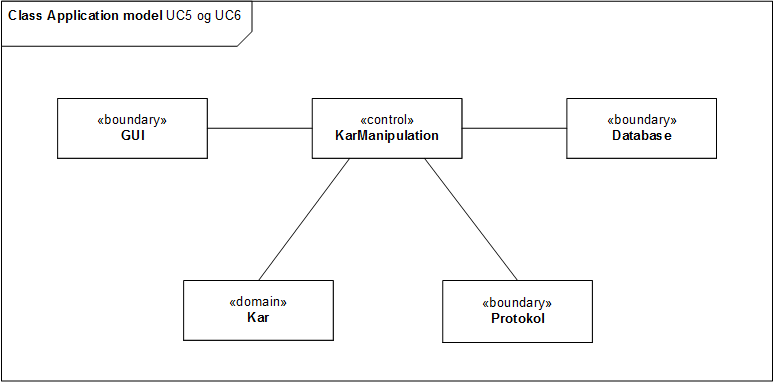 Class Application model UC5 og UC6
«boundary»
GUI
«control»
KarManipulation
«boundary»
Database
«domain»
Kar
«boundary»
Protokol